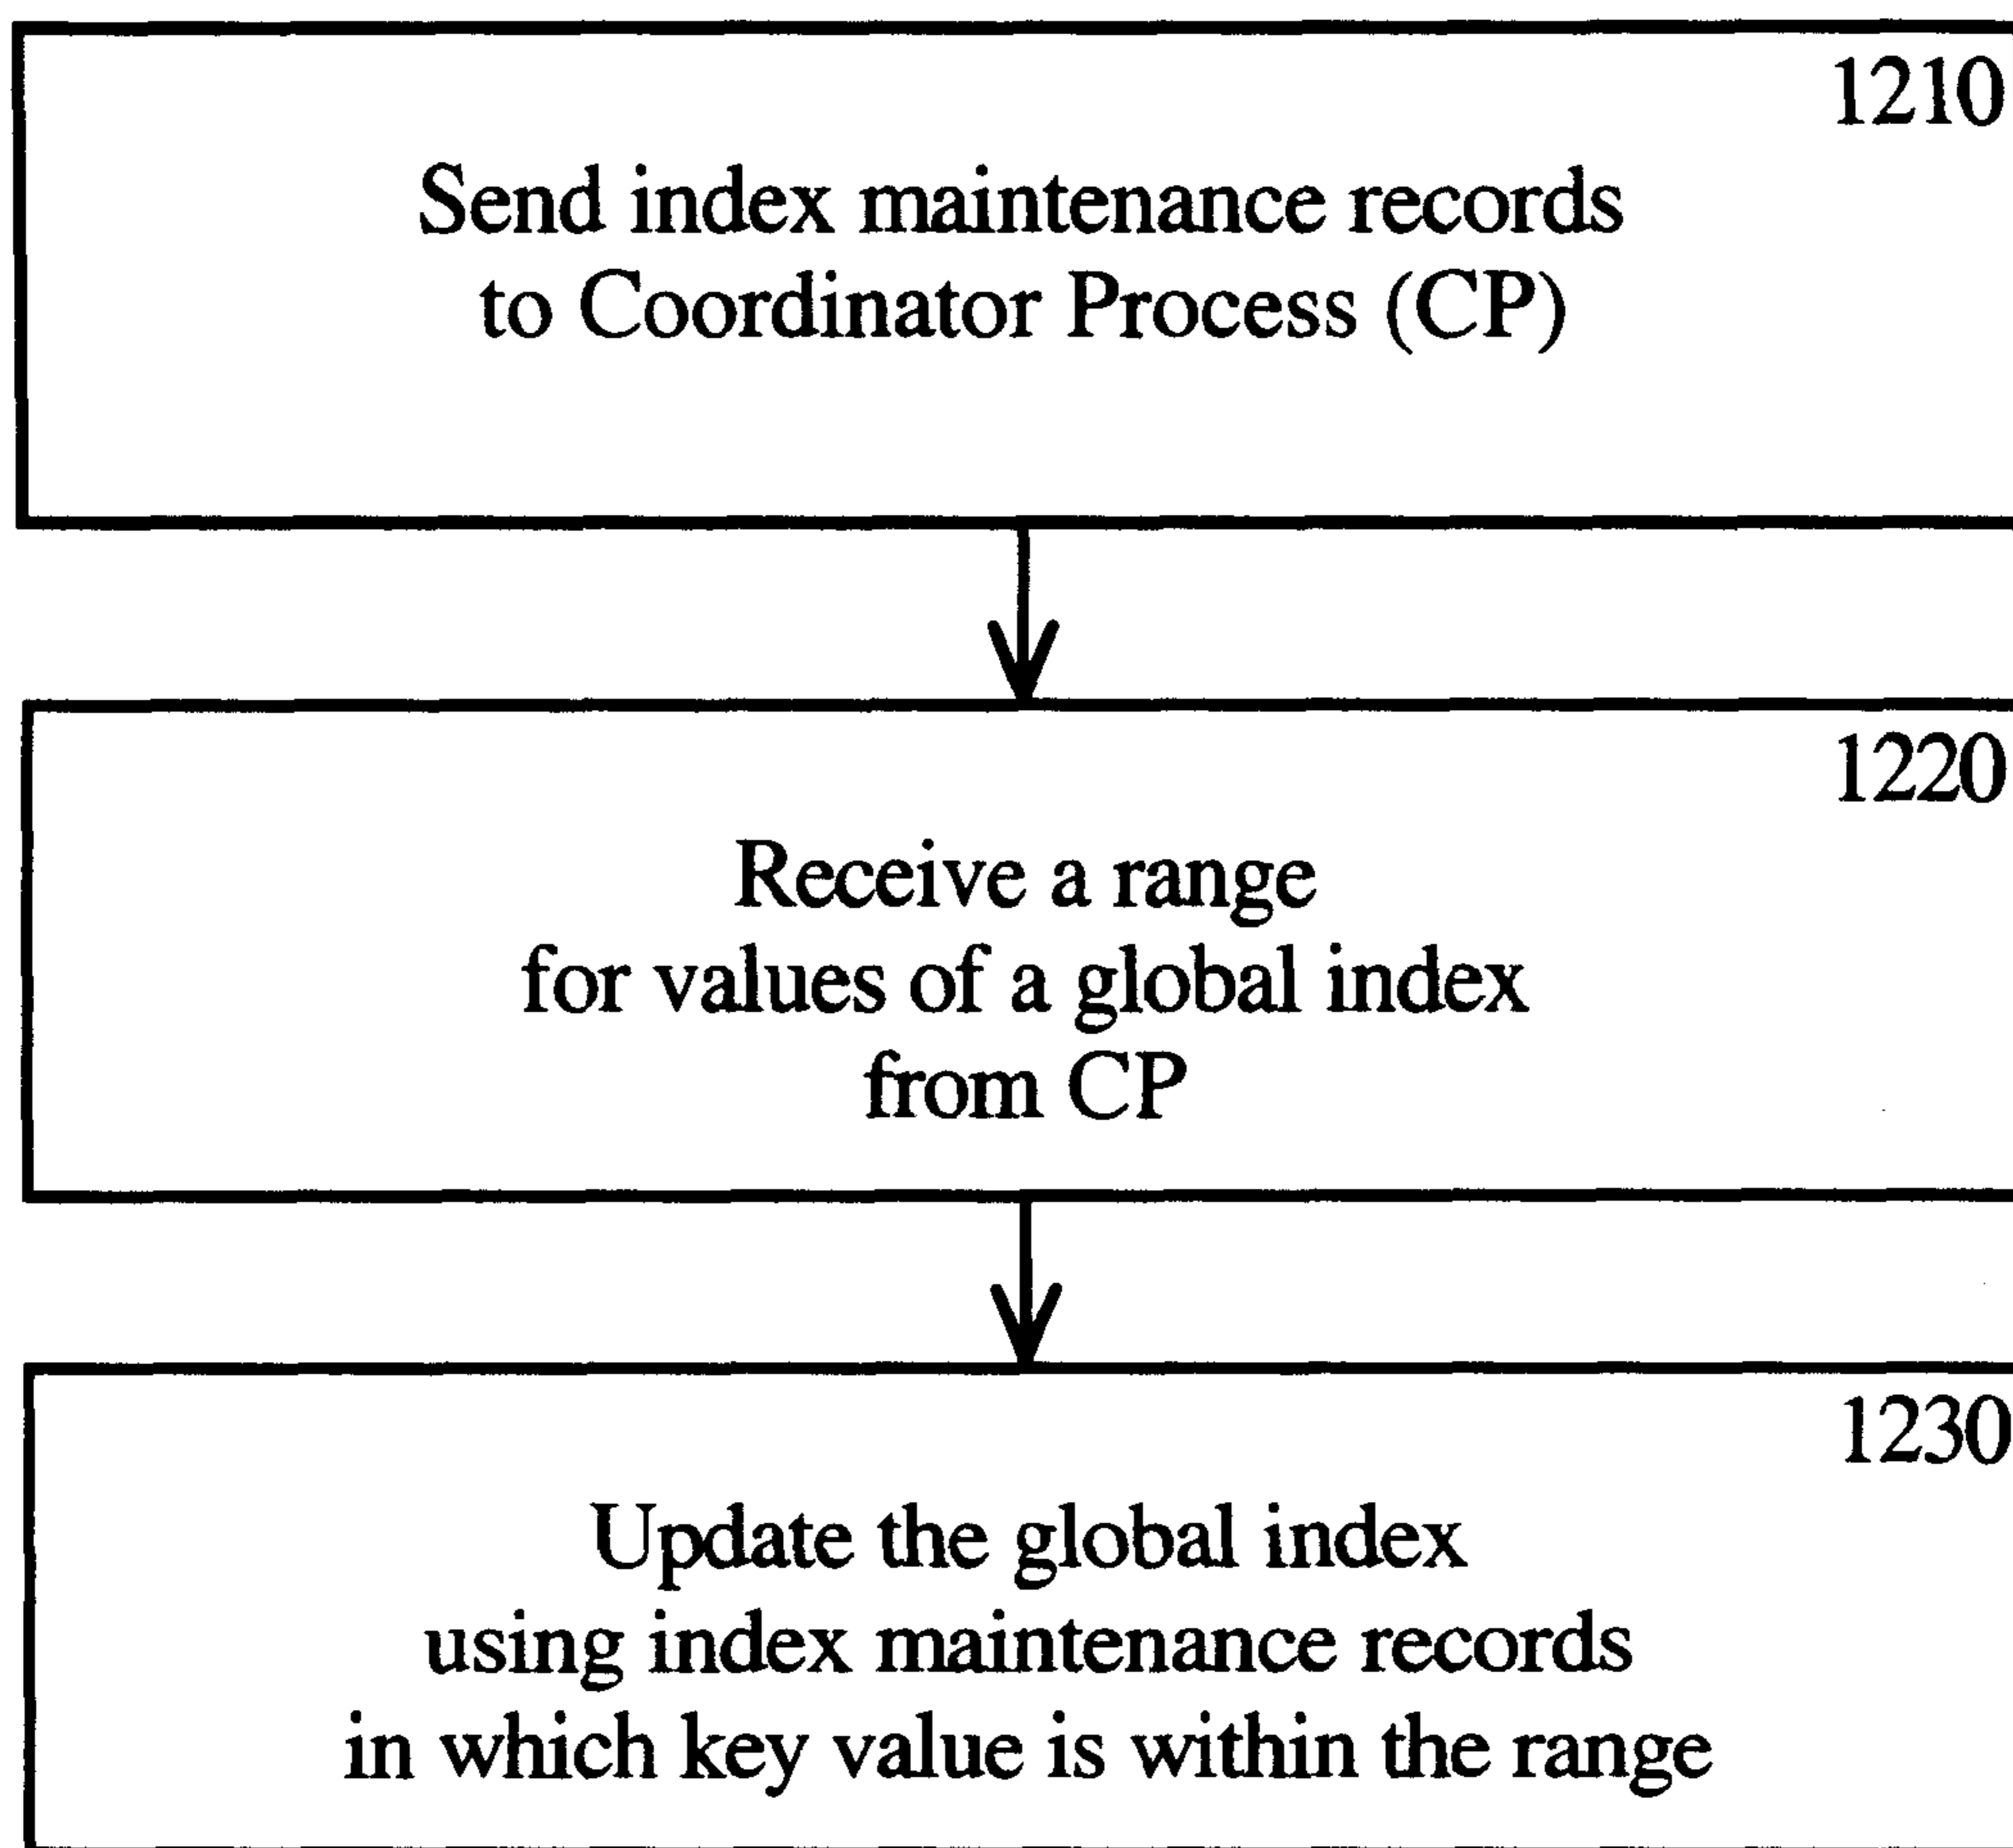 1210
Send index maintenance records
to Coordinator Process (CP)
1220
Receive a range
for values of a global index
from CP
1230
Update the global index
using index maintenance records
in which key value is within the range